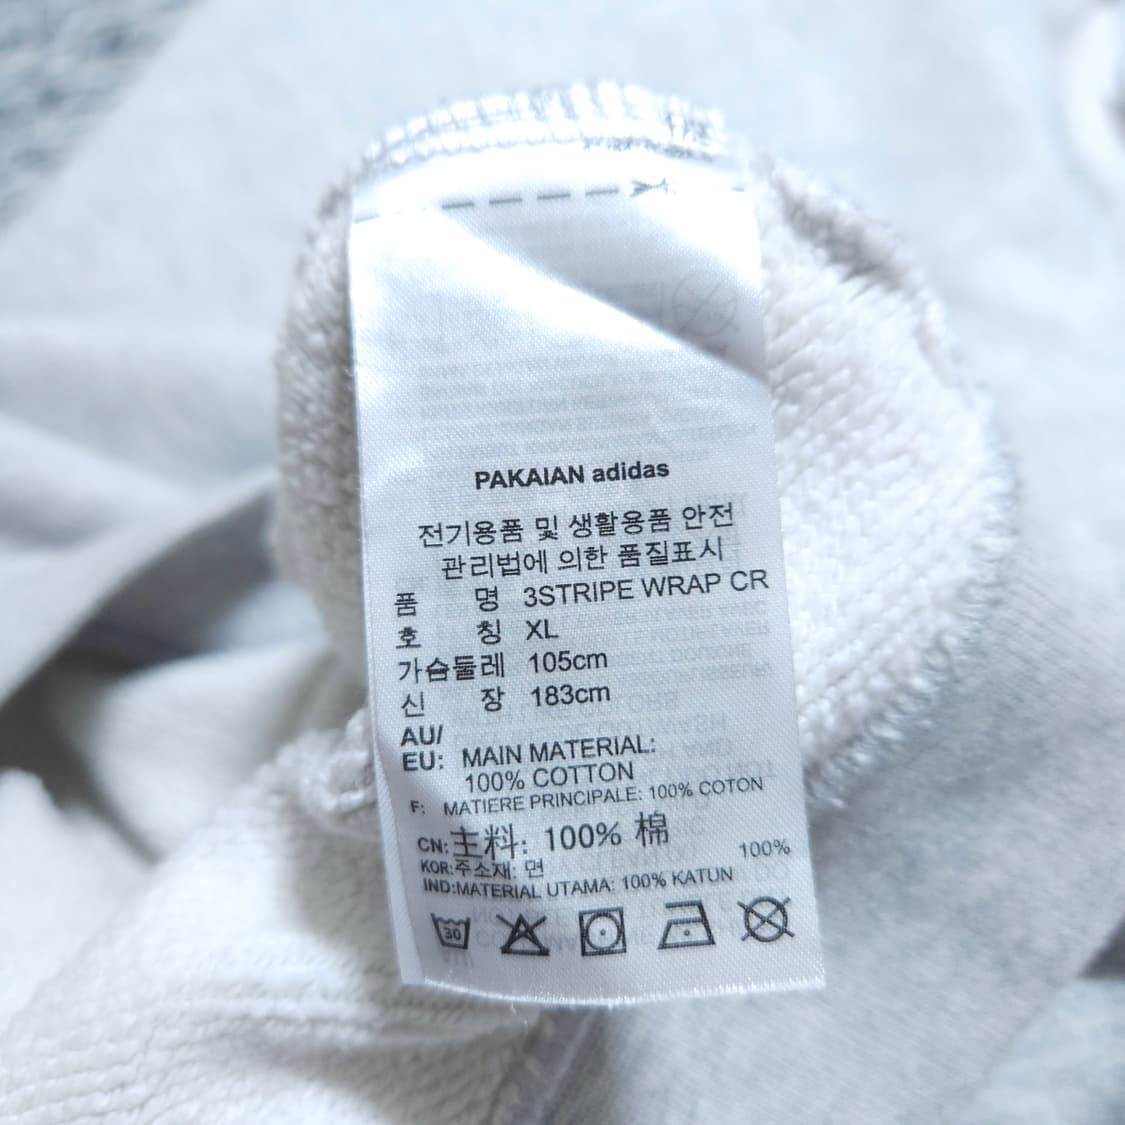 PAKAIAN adidas
전기용품 및 생활용품 안전
관리법에 의한 품질표시
품 명 3STRIPE WRAP CR
호 칭 XL
가슴둘레 105cm
신 장 183cm
AU/
EU: MAIN MATERIAL:
100% COTTON
F: MATIERE PRINCIPALE: 100% COTON
CN:主料: 100% 棉
KOR:주소재: 면 100%
IND:MATERIAL UTAMA: 100% KATUN
30